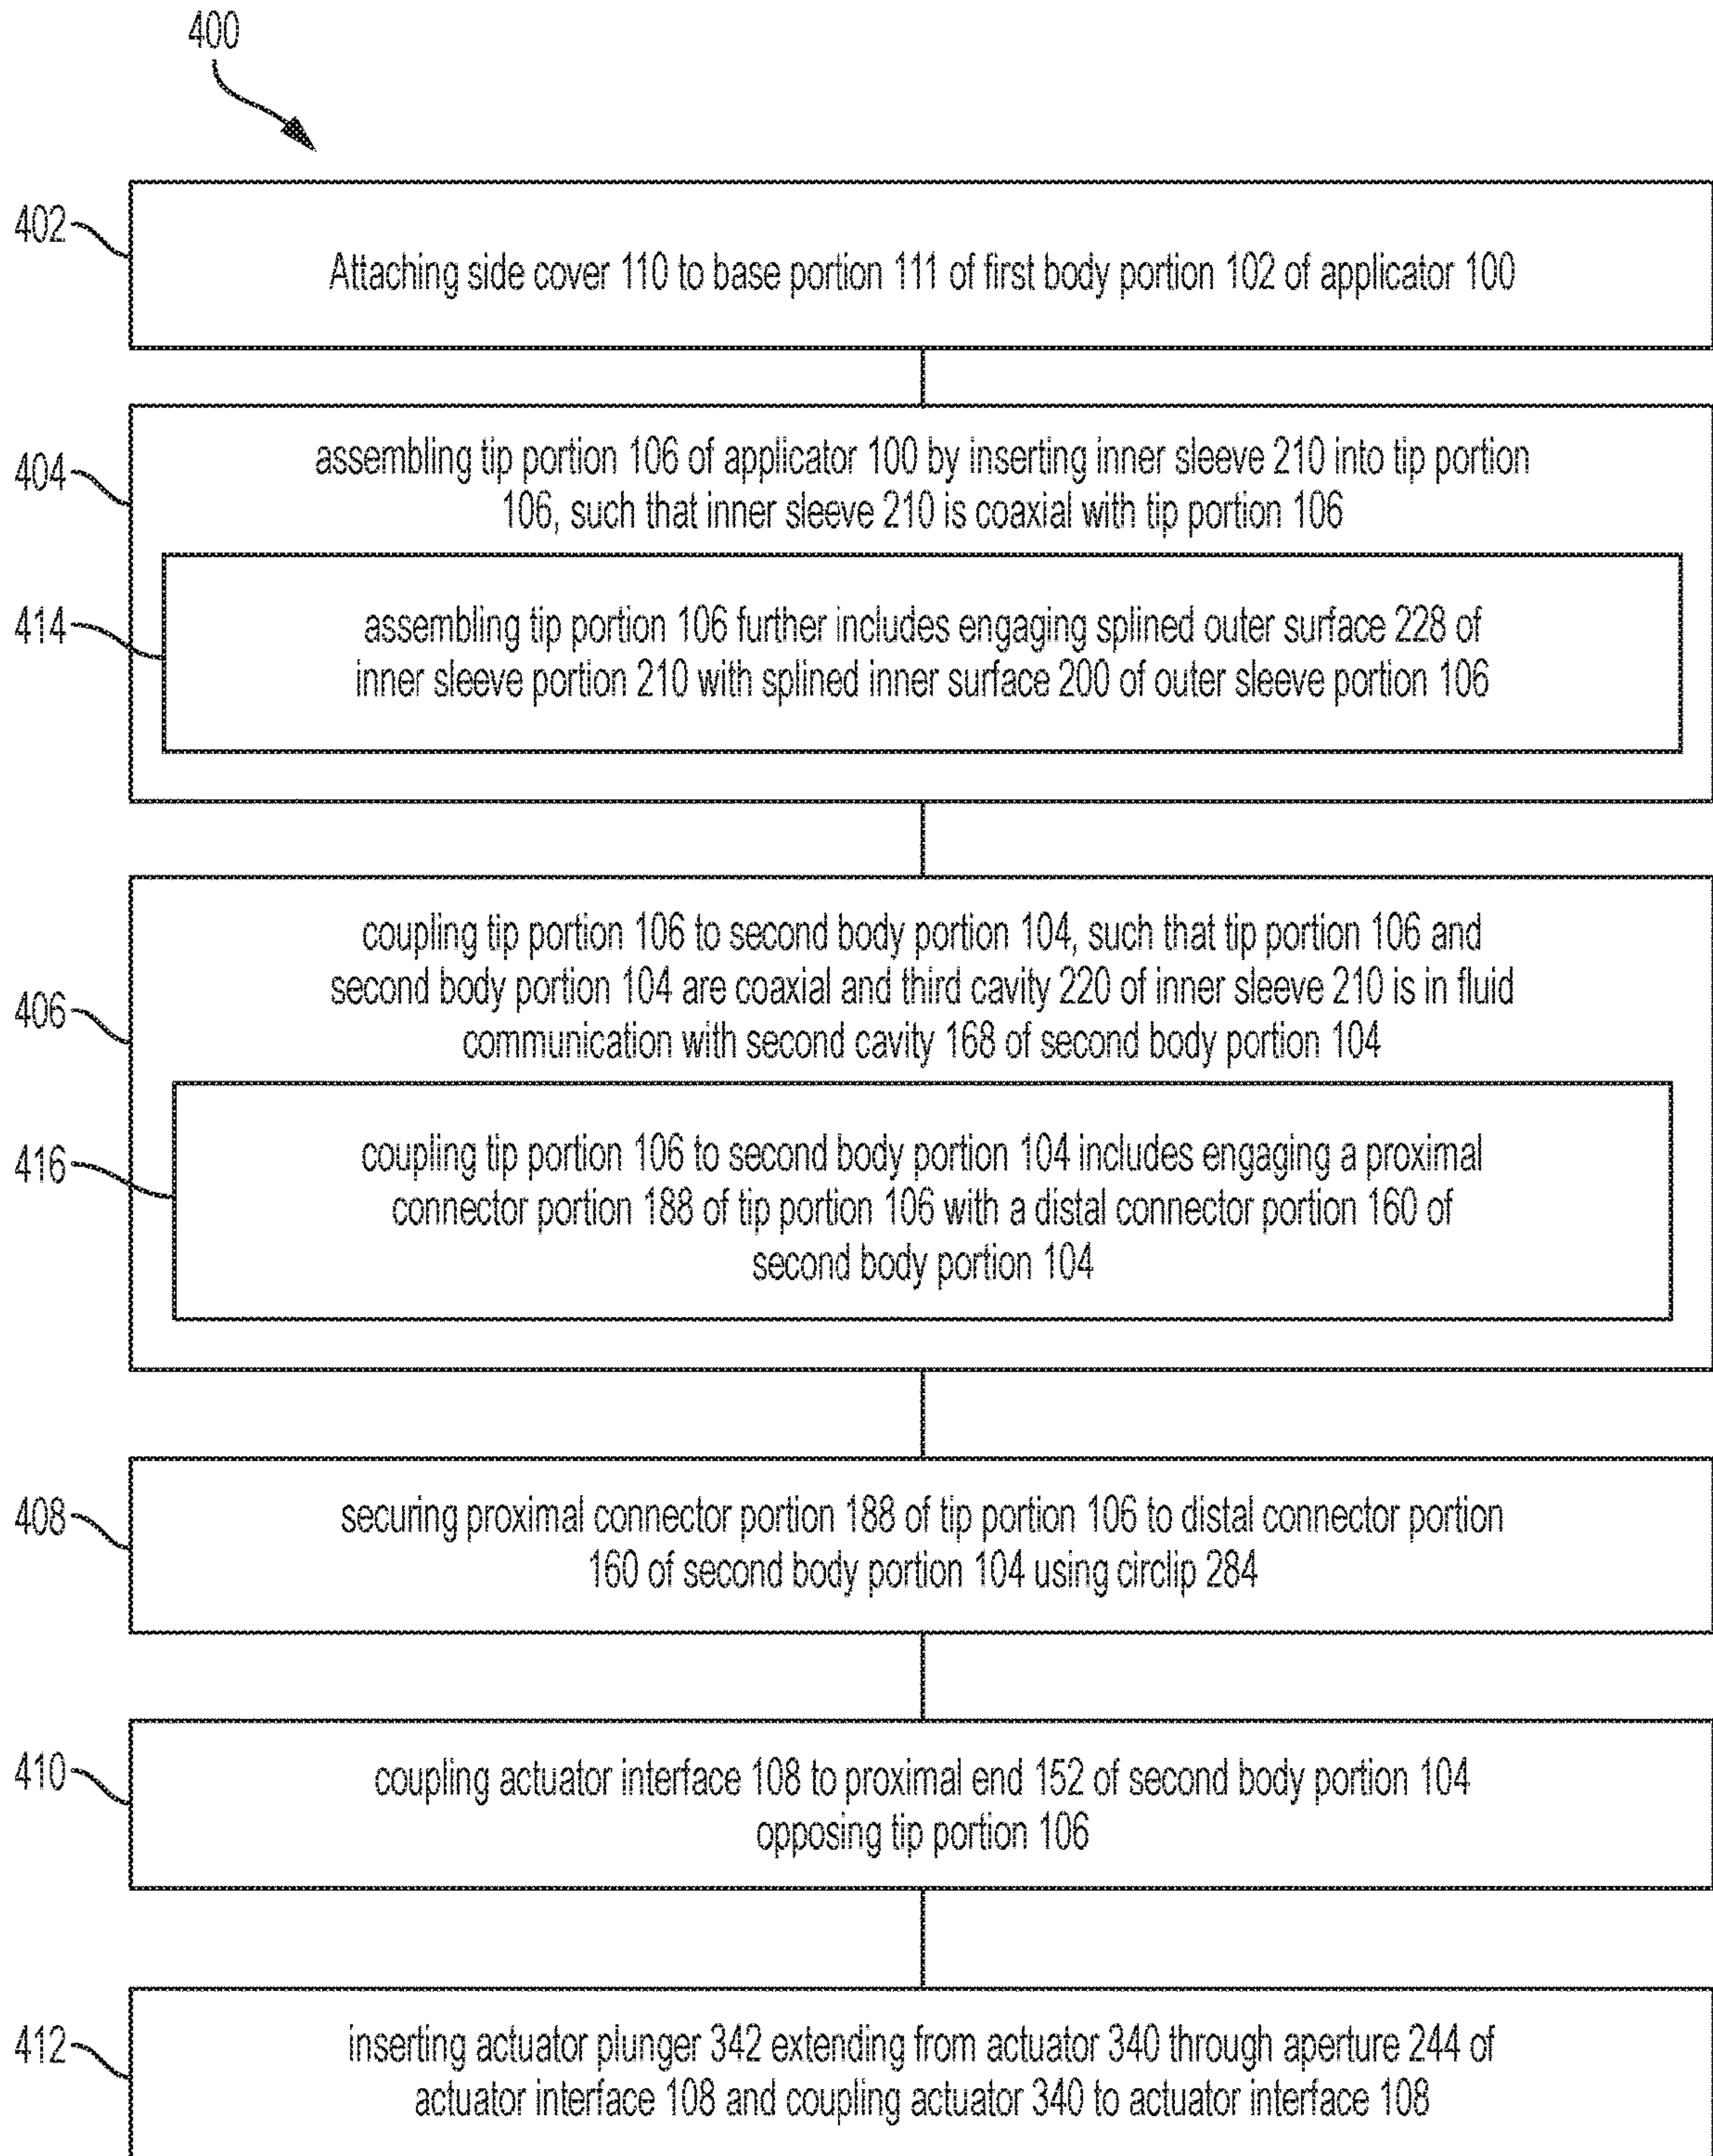 400
402
Attaching side cover 110 to base portion 111 of first body portion 102 of applicator 100
404
assembling tip portion 106 of applicator 100 by inserting inner sleeve 210 into tip portion
106, such that inner sleeve 210 is coaxial with tip portion 106
414
assembling tip portion 106 further includes engaging splined outer surface 228 of
inner sleeve portion 210 with splined inner surface 200 of outer sleeve portion 106
406
coupling tip portion 106 to second body portion 104, such that tip portion 106 and
second body portion 104 are coaxial and third cavity 220 of inner sleeve 210 is in fluid
communication with second cavity 168 of second body portion 104
416
coupling tip portion 106 to second body portion 104 includes engaging a proximal
connector portion 188 of tip portion 106 with a distal connector portion 160 of
second body portion 104
408
securing proximal connector portion 188 of tip portion 106 to distal connector portion
160 of second body portion 104 using circlip 284
410
coupling actuator interface 108 to proximal end 152 of second body portion 104
opposing tip portion 106
412
inserting actuator plunger 342 extending from actuator 340 through aperture 244 of
actuator interface 108 and coupling actuator 340 to actuator interface 108